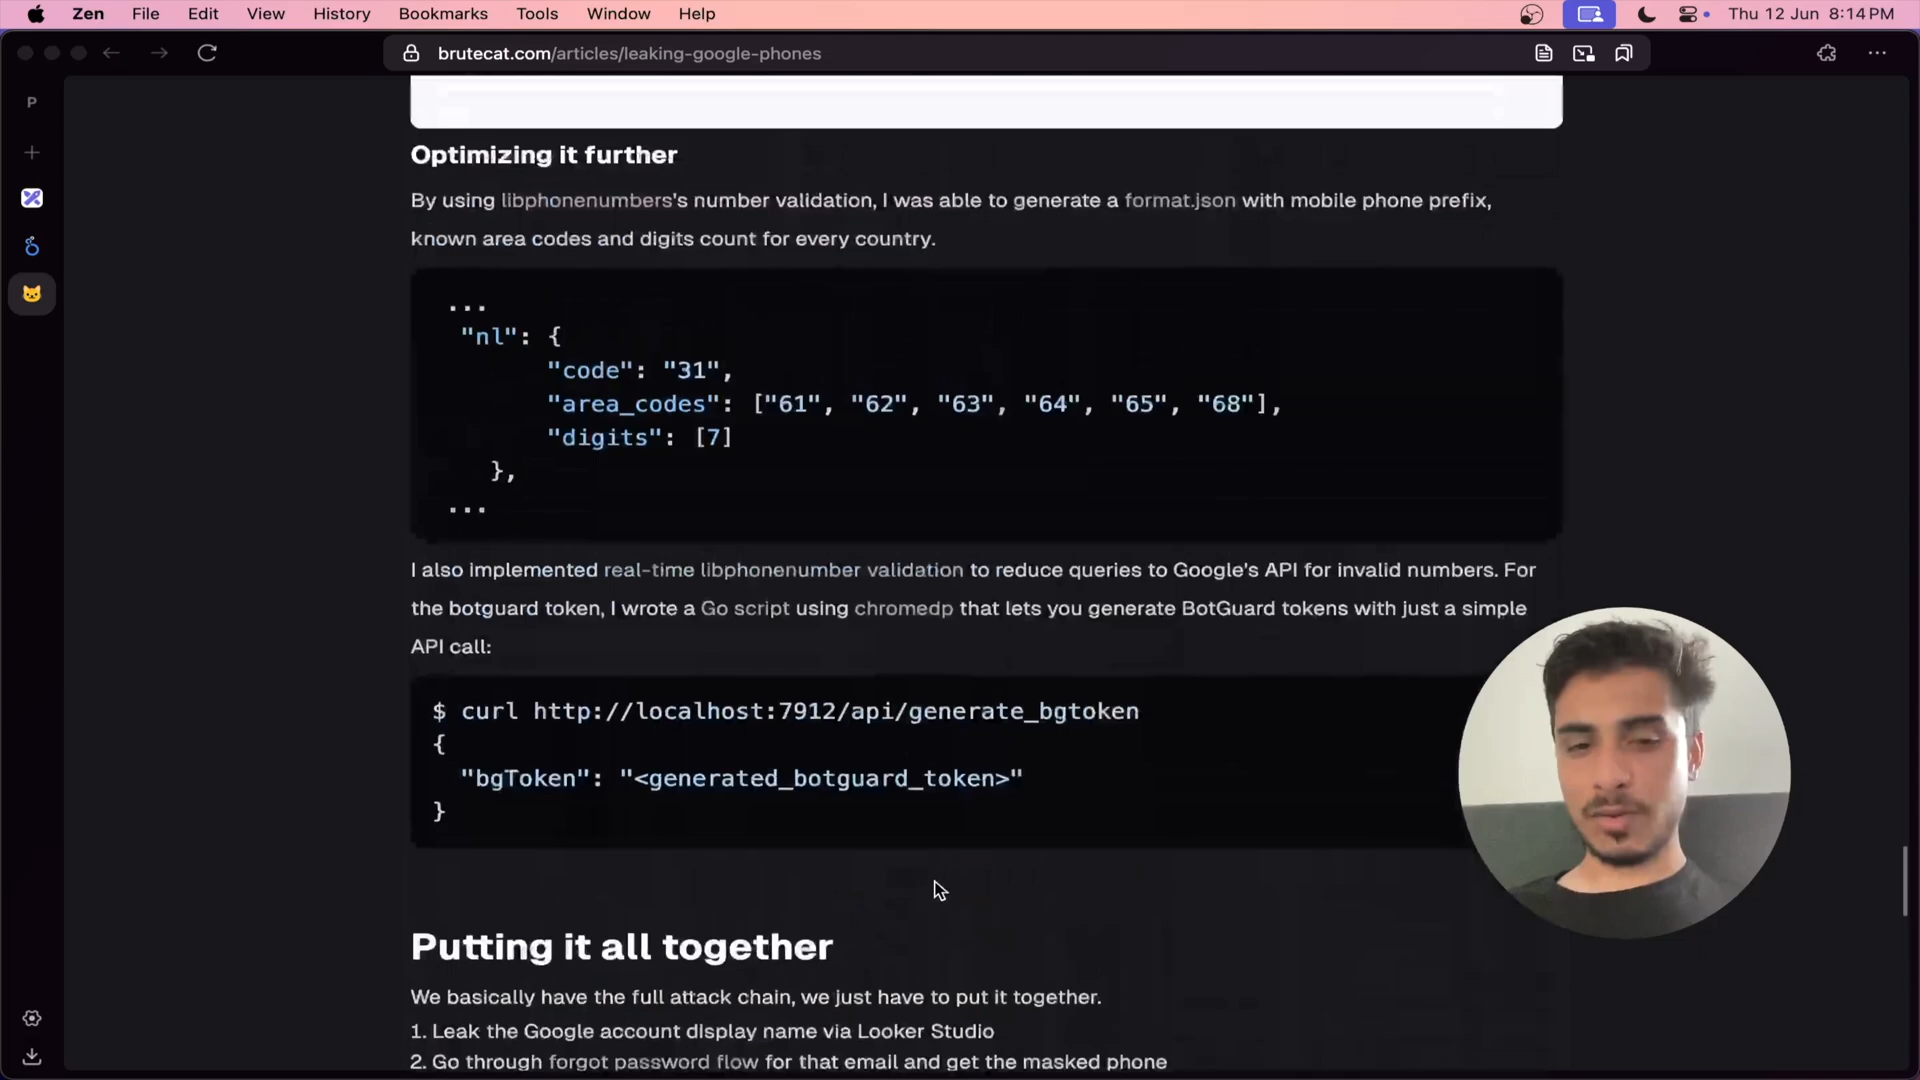 Zen File Edit View History Bookmarks Tools Window Help Thu 12 Jun 8:14 PM
brutecat.com/articles/leaking-google-phones
P
Optimizing it further
By using libphonenumbers's number validation, I was able to generate a format.json with mobile phone prefix,
known area codes and digits count for every country.
...
"nl": {
"code": "31",
"area_codes": ["61", "62", "63", "64", "65", "68"],
"digits": [7]
},
...
I also implemented real-time libphonenumber validation to reduce queries to Google's API for invalid numbers. For
the botguard token, I wrote a Go script using chromedp that lets you generate BotGuard tokens with just a simple
API call:
$ curl http://localhost:7912/api/generate_bgtoken
{
"bgToken": "<generated_botguard_token>"
}
Putting it all together
We basically have the full attack chain, we just have to put it together.
1. Leak the Google account display name via Looker Studio
2. Go through forgot password flow for that email and get the masked phone